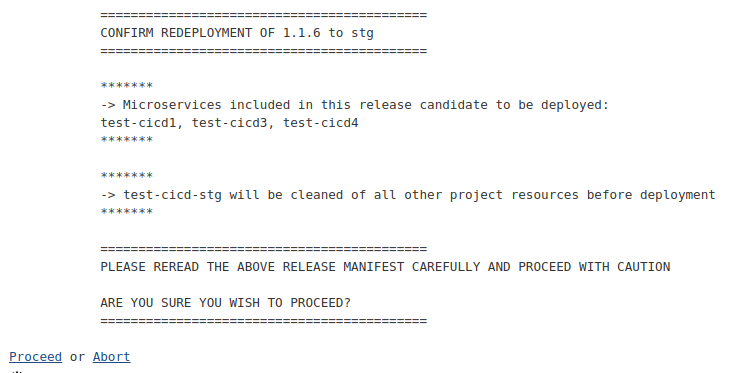 ===========================================
CONFIRM REDEPLOYMENT OF 1.1.6 to stg
===========================================
*******
-> Microservices included in this release candidate to be deployed:
test-cicd1, test-cicd3, test-cicd4
*******
*******
-> test-cicd-stg will be cleaned of all other project resources before deployment
*******
===========================================
PLEASE REREAD THE ABOVE RELEASE MANIFEST CAREFULLY AND PROCEED WITH CAUTION
ARE YOU SURE YOU WISH TO PROCEED?
===========================================
Proceed or Abort